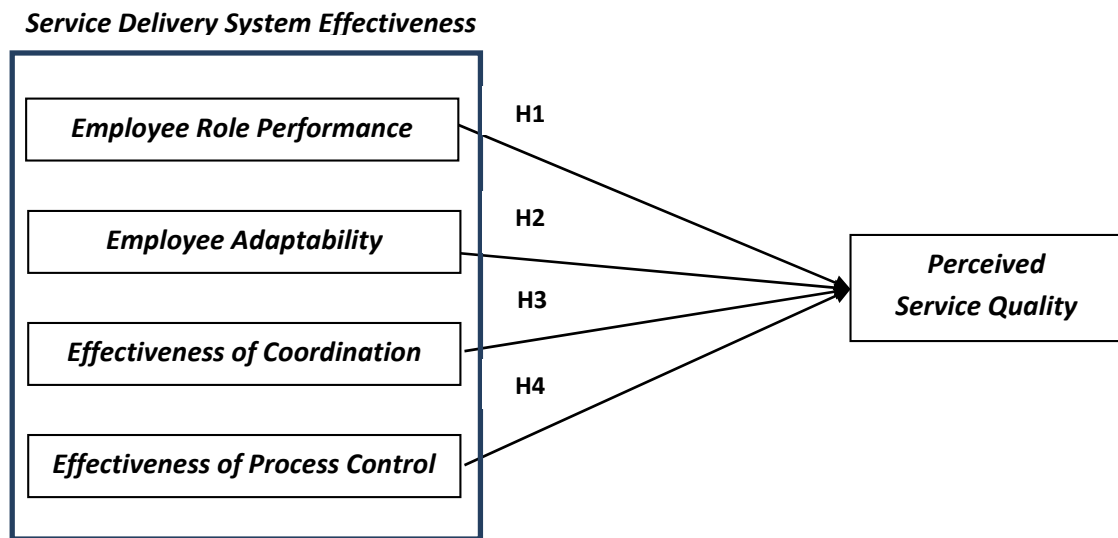 Service Delivery System Effectiveness
Employee Role Performance
H1
Employee Adaptability
H2
Perceived
Service Quality
H3
Effectiveness of Coordination
H4
Effectiveness of Process Control